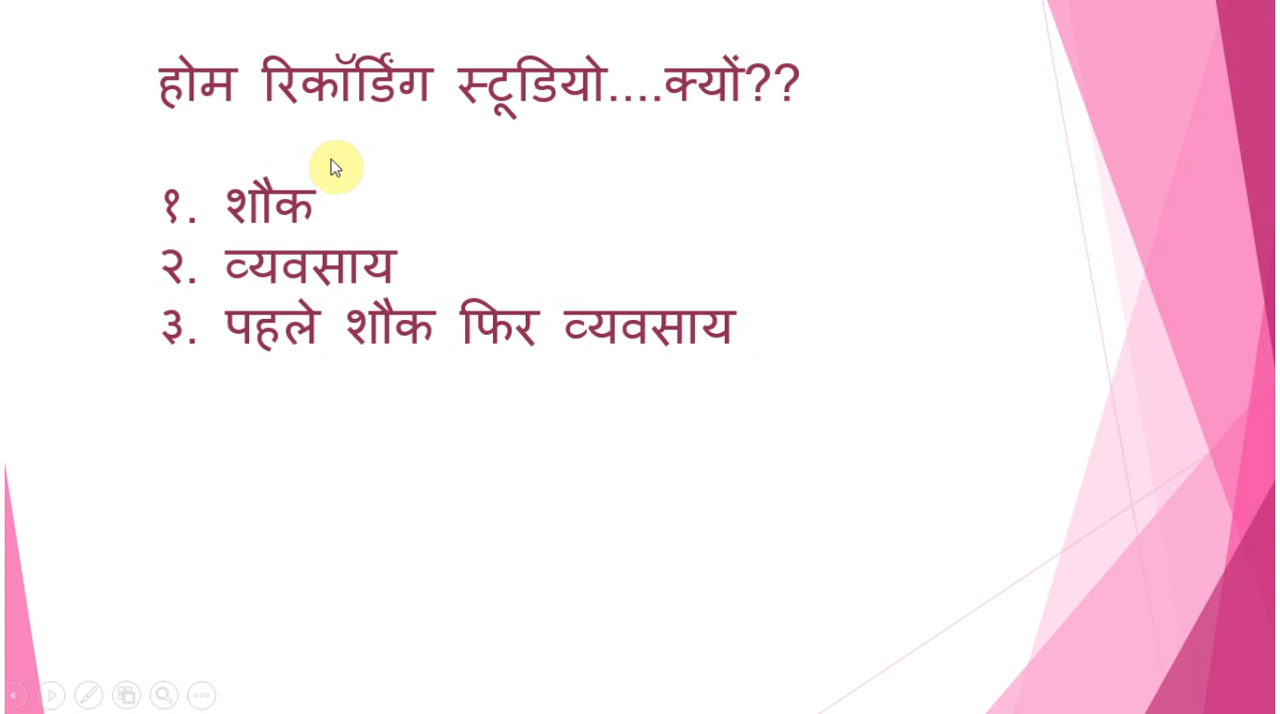 होम रिकॉर्डिंग स्टूडियो....क्यों??
१. शौक
२. व्यवसाय
३. पहले शौक फिर व्यवसाय